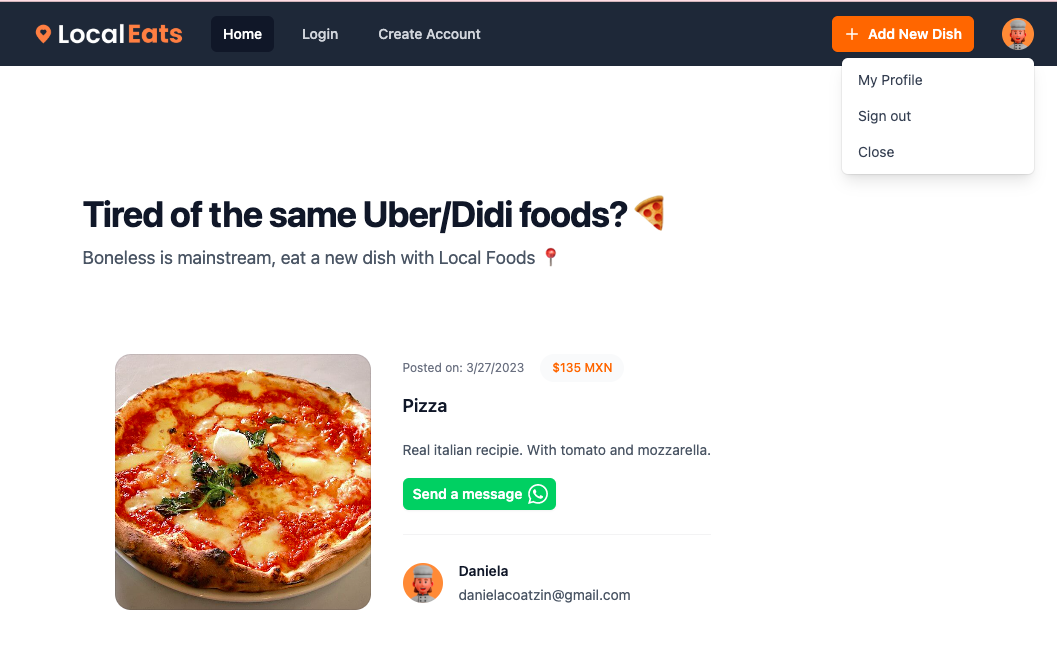 LocalEats Home Login Create Account + Add New Dish
My Profile
Sign out
Close
Tired of the same Uber/Didi foods? 🍕
Boneless is mainstream, eat a new dish with Local Foods 📍
Posted on: 3/27/2023 $135 MXN
Pizza
Real italian recipie. With tomato and mozzarella.
Send a message
Daniela
danielacoatzin@gmail.com